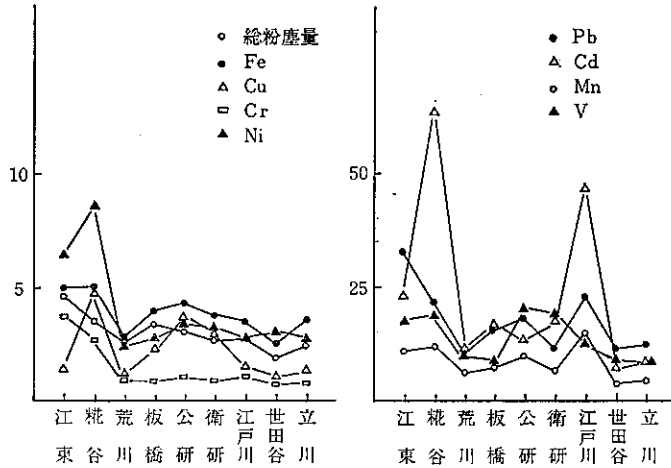 総粉塵量
Fe
Cu
Cr
Ni
10
5
江東
糀谷
荒川
板橋
公研
衛研
江戸川
世田谷
立川
Pb
Cd
Mn
V
50
25
江東
糀谷
荒川
板橋
公研
衛研
江戸川
世田谷
立川